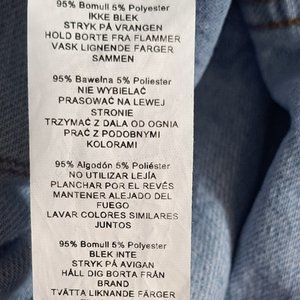 95% Bomull 5% Polyester
IKKE BLEK
STRYK PÅ VRANGEN
HOLD BORTE FRA FLAMMER
VASK LIGNENDE FARGER
SAMMEN
95% Bawełna 5% Poliester
NIE WYBIELAĆ
PRASOWAĆ NA LEWEJ
STRONIE
TRZYMAĆ Z DALA OD OGNIA
PRAĆ Z PODOBNYMI
KOLORAMI
95% Algodón 5% Poliéster
NO UTILIZAR LEJÍA
PLANCHAR POR EL REVÉS
MANTENER ALEJADO DEL
FUEGO
LAVAR COLORES SIMILARES
JUNTOS
95% Bomull 5% Polyester
BLEK INTE
STRYK PÅ AVIGAN
HÅLL DIG BORTA FRÅN
BRAND
TVÄTTA LIKNANDE FÄRGER